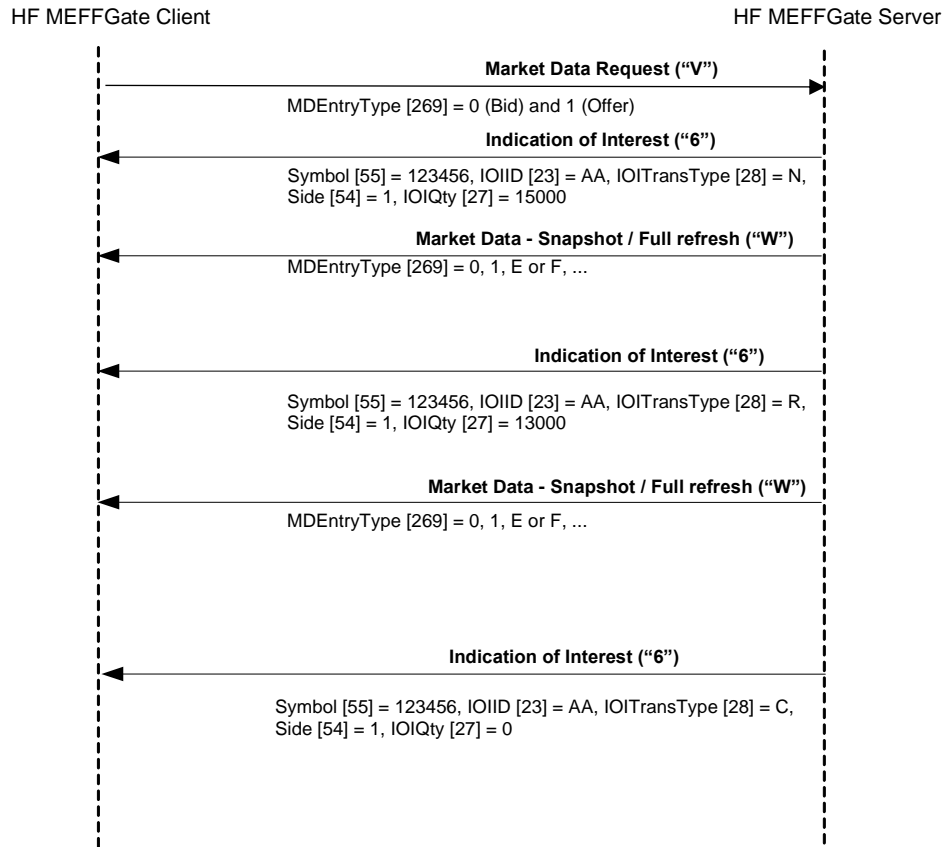 HF MEFFGate Client
HF MEFFGate Server
Market Data Request (“V”)
MDEntryType [269] = 0 (Bid) and 1 (Offer)
Indication of Interest (“6”)
Symbol [55] = 123456, IOIID [23] = AA, IOITransType [28] = N,
Side [54] = 1, IOIQty [27] = 15000
Market Data - Snapshot / Full refresh (“W”)
MDEntryType [269] = 0, 1, E or F, ...
Indication of Interest (“6”)
Symbol [55] = 123456, IOIID [23] = AA, IOITransType [28] = R,
Side [54] = 1, IOIQty [27] = 13000
Market Data - Snapshot / Full refresh (“W”)
MDEntryType [269] = 0, 1, E or F, ...
Indication of Interest (“6”)
Symbol [55] = 123456, IOIID [23] = AA, IOITransType [28] = C,
Side [54] = 1, IOIQty [27] = 0